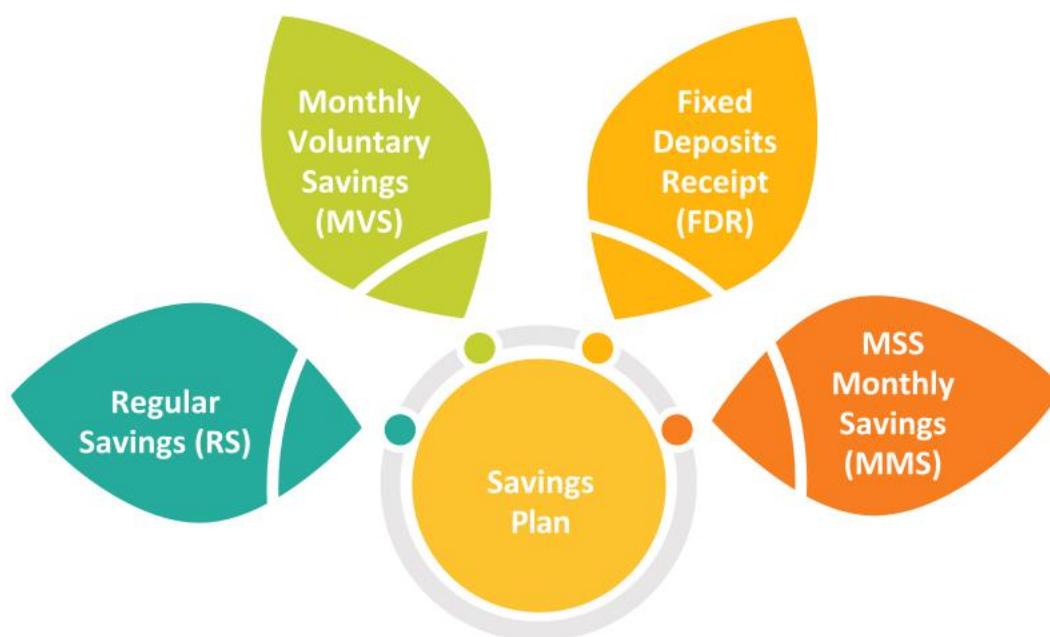 Monthly
Voluntary
Savings
(MVS)
Fixed
Deposits
Receipt
(FDR)
Regular
Savings (RS)
MSS
Monthly
Savings
(MMS)
Savings
Plan